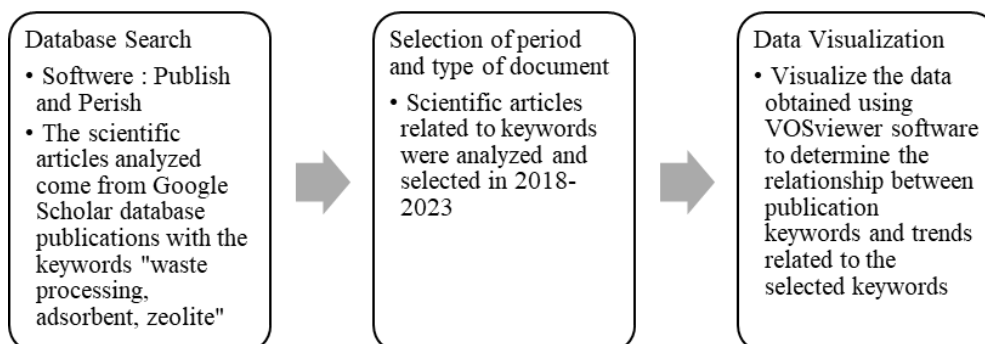 Database Search
• Softwere : Publish
and Perish
• The scientific
articles analyzed
come from Google
Scholar database
publications with the
keywords "waste
processing,
adsorbent, zeolite"
Selection of period
and type of document
• Scientific articles
related to keywords
were analyzed and
selected in 2018-
2023
Data Visualization
• Visualize the data
obtained using
VOSviewer software
to determine the
relationship between
publication
keywords and trends
related to the
selected keywords